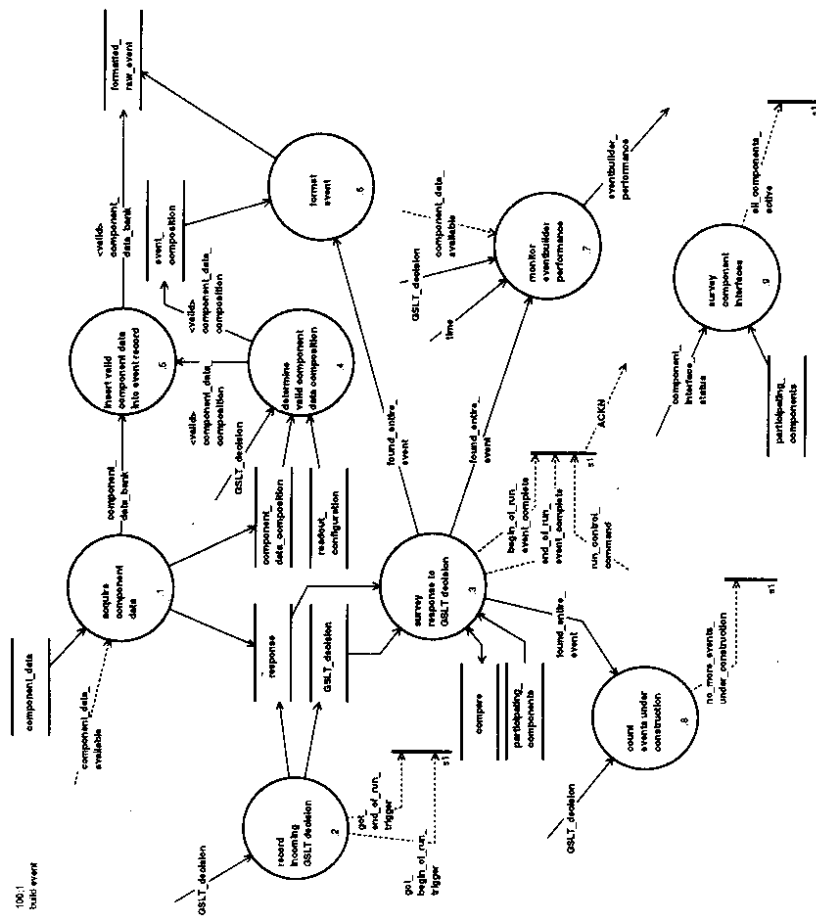 100:1
build event
component_data
component_data_
available
acquire
component
data
.1
component_
data_bank
insert valid
component data
into event record
.5
<valid>
component_
data_bank
formatted_
raw_event
<valid>
component_data_
composition
<valid>
component_data_
composition
event_
composition
GSLT_decision
determine
valid component
data composition
.4
format
event
.6
component_
data_composition
readout_
configuration
response
GSLT_decision
GSLT_decision
record
incoming
GSLT decision
.2
got_
end_of_run_
trigger
got_
begin_of_run_
trigger
s1
survey
response to
GSLT decision
.3
compare
participating_
components
found_entire_
event
found_entire_
event
found_entire_
event
begin_of_run_
event_complete
end_of_run_
event_complete
run_control_
command
s1
ACKN
time
GSLT_decision
component_data_
available
monitor
eventbuilder
performance
.7
eventbuilder_
performance
GSLT_decision
count
events under
construction
.8
no_more_events_
under_construction
s1
component_
interface_
status
participating_
components
survey
component
interfaces
.9
all_components_
active
s1